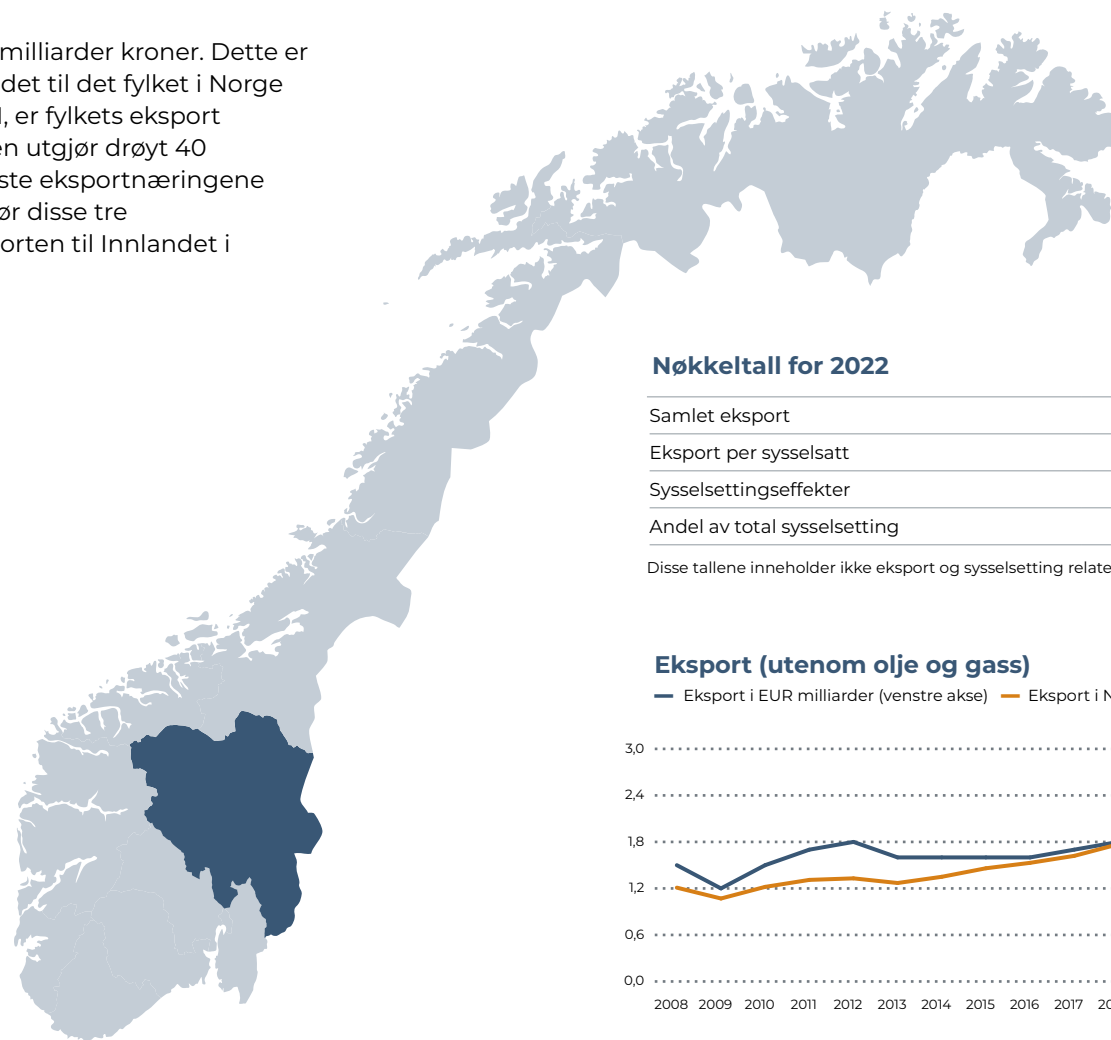 milliarder kroner. Dette er
det til det fylket i Norge
, er fylkets eksport
en utgjør drøyt 40
ste eksportnæringene
ør disse tre
orten til Innlandet i
Nøkkeltall for 2022
Samlet eksport
Eksport per sysselsatt
Sysselsettingseffekter
Andel av total sysselsetting
Disse tallene inneholder ikke eksport og sysselsetting relate
Eksport (utenom olje og gass)
Eksport i EUR milliarder (venstre akse) Eksport i N
3,0
2,4
1,8
1,2
0,6
0,0
2008 2009 2010 2011 2012 2013 2014 2015 2016 2017 20